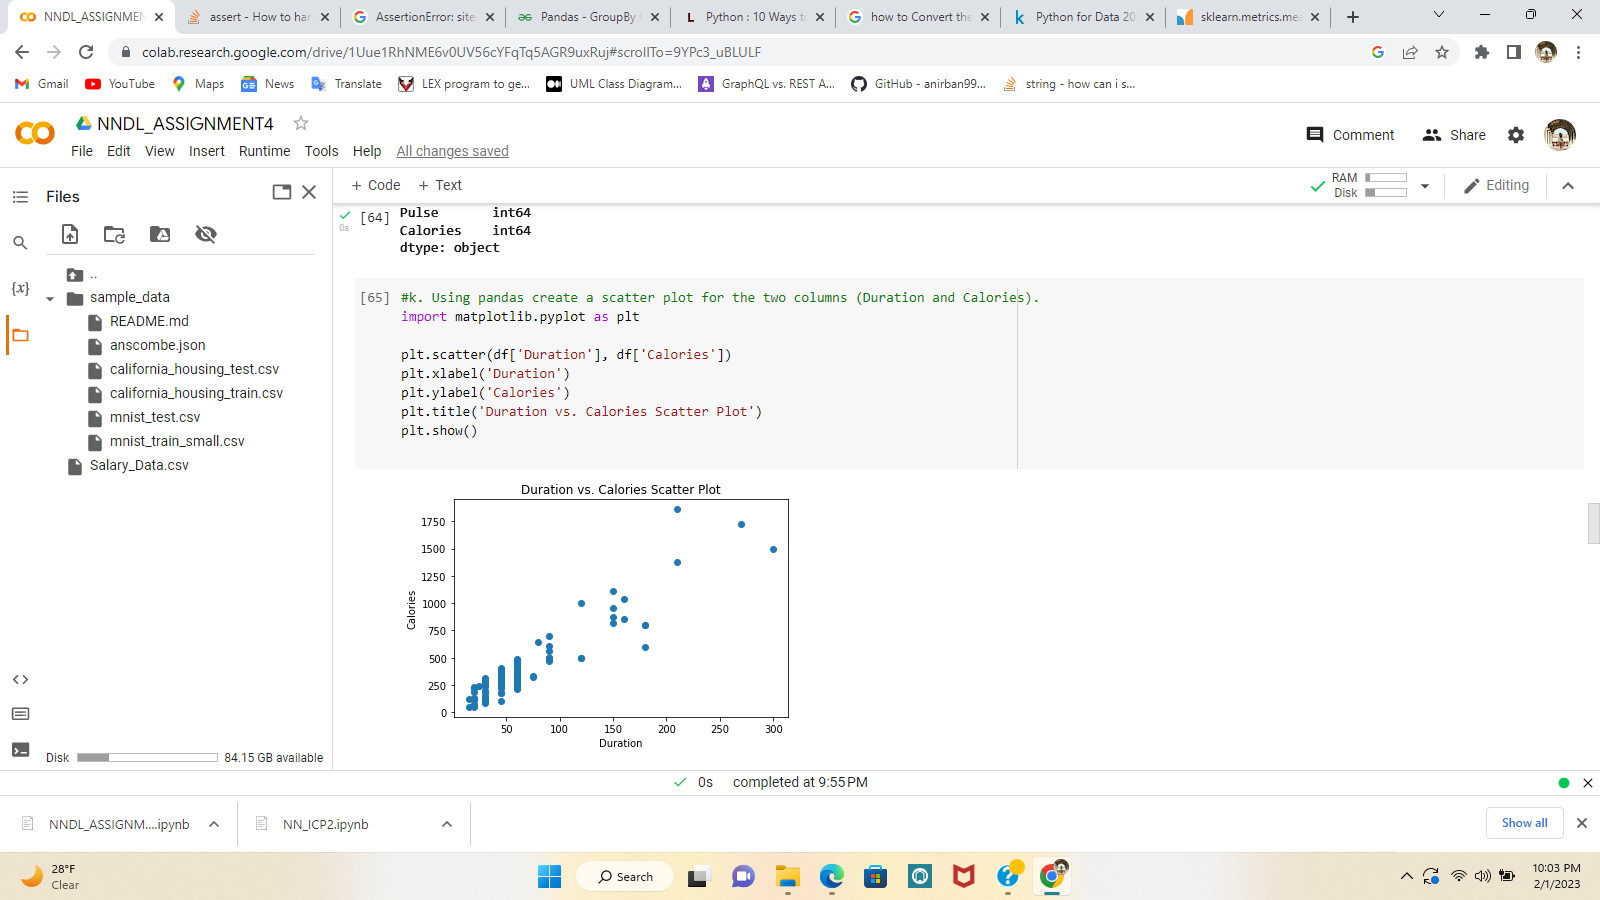 NNDL_ASSIGNMEN
assert - How to har
AssertionError: site
Pandas - GroupBy
L Python : 10 Ways t
how to Convert the
Python for Data 20
sklearn.metrics.mea
colab.research.google.com/drive/1Uue1RhNME6v0UV56cYFqTq5AGR9uxRuj#scrollTo=9YPc3_uBLULF
Gmail
YouTube
Maps
News
Translate
LEX program to ge...
UML Class Diagram...
GraphQL vs. REST A...
GitHub - anirban99...
string - how can i s...
NNDL_ASSIGNMENT4
Comment
Share
File Edit View Insert Runtime Tools Help All changes saved
Files
+ Code + Text
RAM
Disk
Editing
[64] Pulse int64
0s
Calories int64
dtype: object
{x}
..
sample_data
README.md
anscombe.json
california_housing_test.csv
california_housing_train.csv
mnist_test.csv
mnist_train_small.csv
Salary_Data.csv
[65] #k. Using pandas create a scatter plot for the two columns (Duration and Calories).
import matplotlib.pyplot as plt
plt.scatter(df['Duration'], df['Calories'])
plt.xlabel('Duration')
plt.ylabel('Calories')
plt.title('Duration vs. Calories Scatter Plot')
plt.show()
Duration vs. Calories Scatter Plot
1750
1500
1250
1000
750
500
250
0
Calories
50 100 150 200 250 300
Duration
Disk 84.15 GB available
0s completed at 9:55 PM
NNDL_ASSIGNM....ipynb
NN_ICP2.ipynb
Show all
28°F
Clear
Search
10:03 PM
2/1/2023